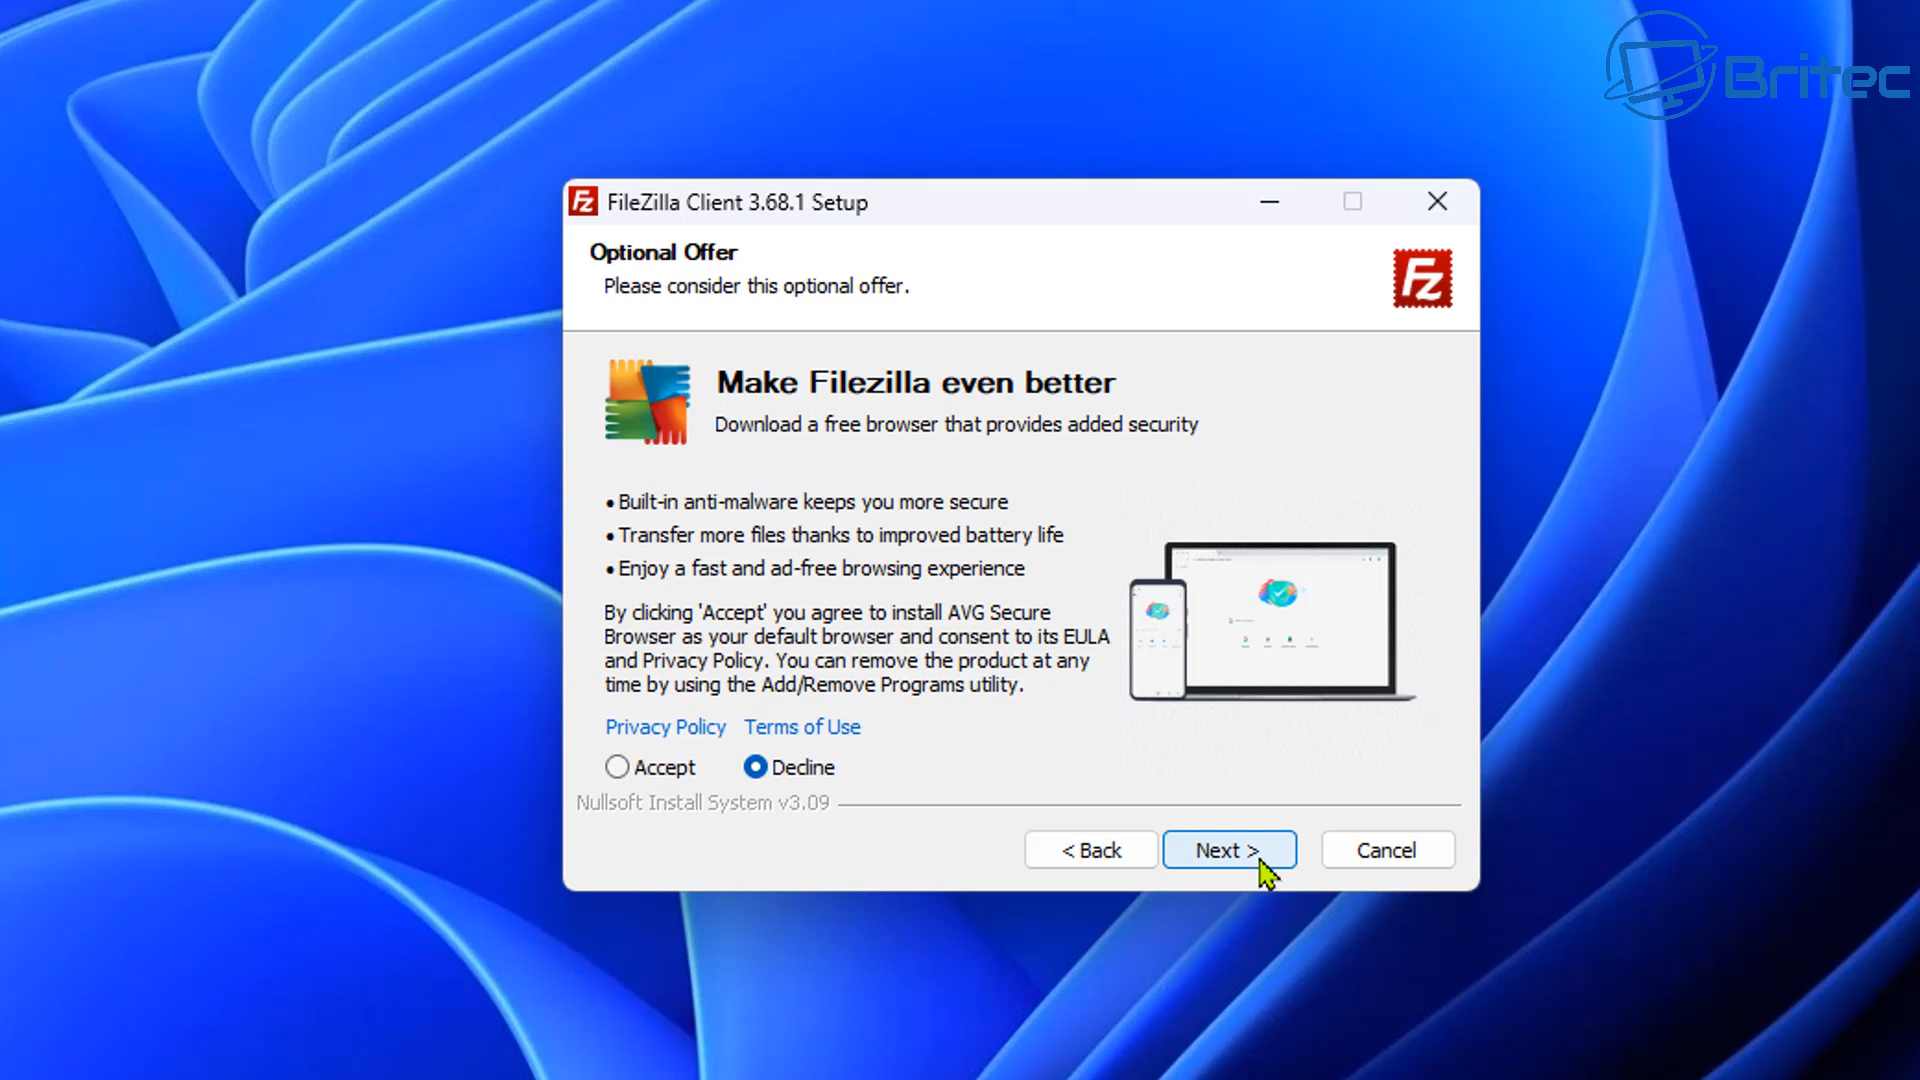 Britec
FileZilla Client 3.68.1 Setup
Optional Offer
Please consider this optional offer.
Make Filezilla even better
Download a free browser that provides added security
• Built-in anti-malware keeps you more secure
• Transfer more files thanks to improved battery life
• Enjoy a fast and ad-free browsing experience
By clicking 'Accept' you agree to install AVG Secure
Browser as your default browser and consent to its EULA
and Privacy Policy. You can remove the product at any
time by using the Add/Remove Programs utility.
Privacy Policy Terms of Use
Accept Decline
Nullsoft Install System v3.09
< Back Next > Cancel